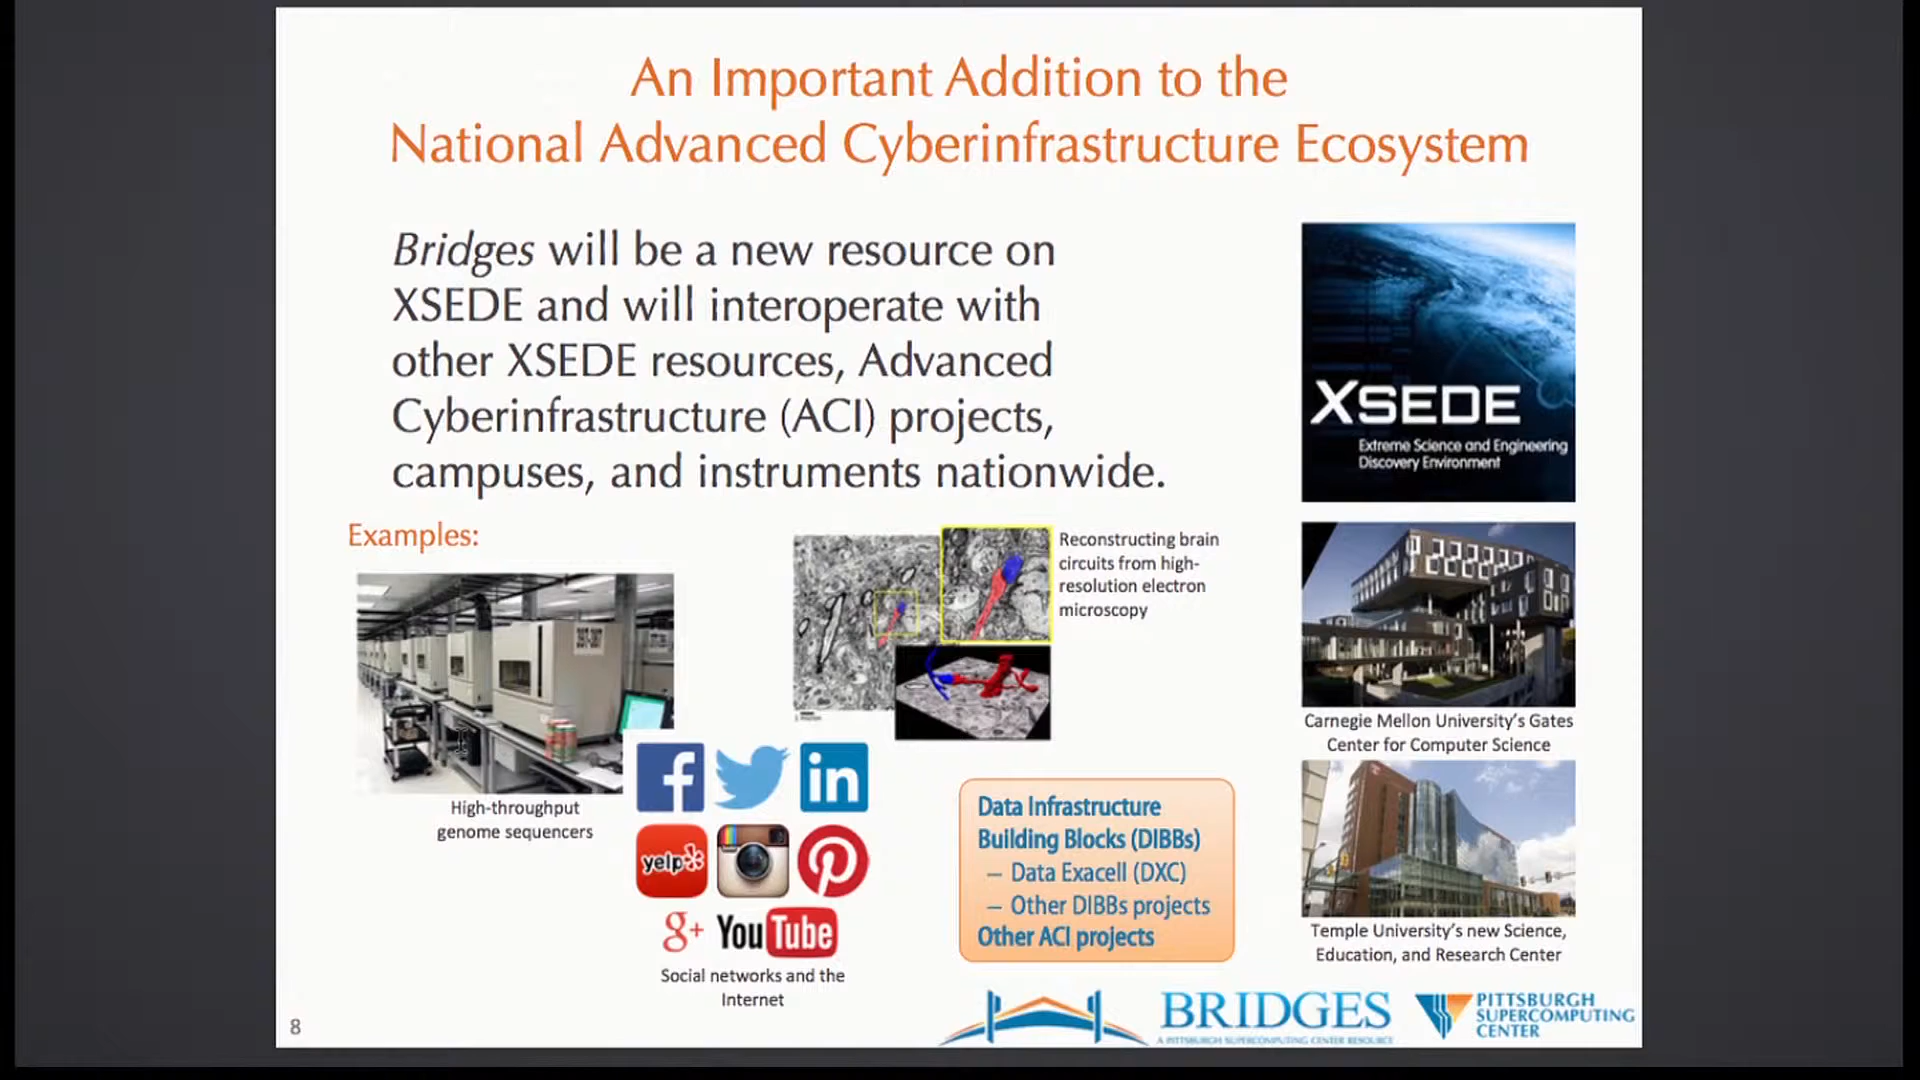 An Important Addition to the
National Advanced Cyberinfrastructure Ecosystem
Bridges will be a new resource on
XSEDE and will interoperate with
other XSEDE resources, Advanced
Cyberinfrastructure (ACI) projects,
campuses, and instruments nationwide.
XSEDE
Extreme Science and Engineering
Discovery Environment
Examples:
Reconstructing brain
circuits from high-
resolution electron
microscopy
High-throughput
genome sequencers
f
in
yelp
g+ YouTube
Social networks and the
Internet
Data Infrastructure
Building Blocks (DIBBs)
– Data Exacell (DXC)
– Other DIBBs projects
Other ACI projects
Carnegie Mellon University's Gates
Center for Computer Science
Temple University's new Science,
Education, and Research Center
BRIDGES
A PITTSBURGH SUPERCOMPUTING CENTER RESOURCE
PITTSBURGH
SUPERCOMPUTING
CENTER
8